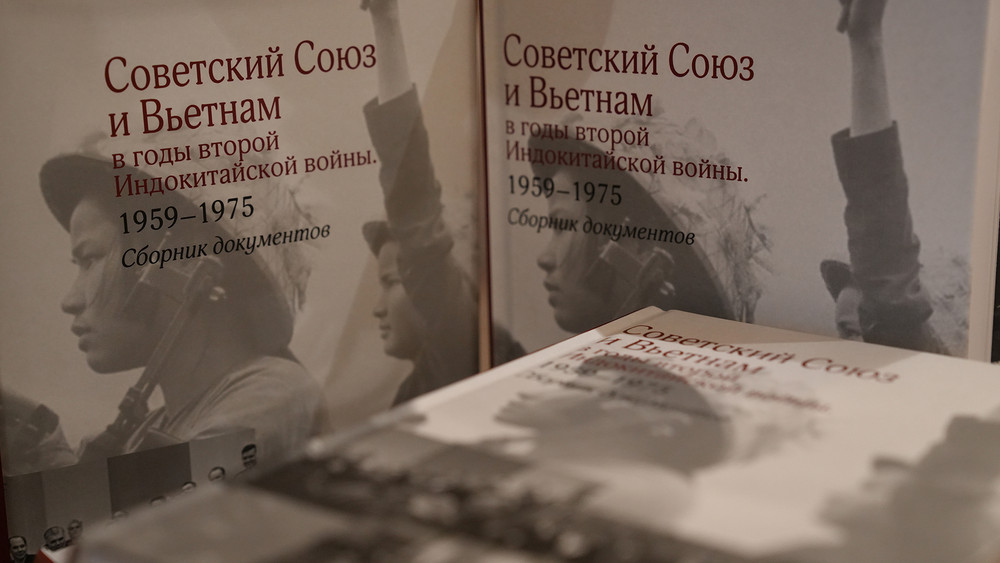 Советский Союз
и Вьетнам
в годы второй
Индокитайской войны.
1959–1975
Сборник документов
Советский Союз
и Вьетнам
в годы второй
Индокитайской войны.
1959–1975
Сборник документов
Советский Союз
и Вьетнам